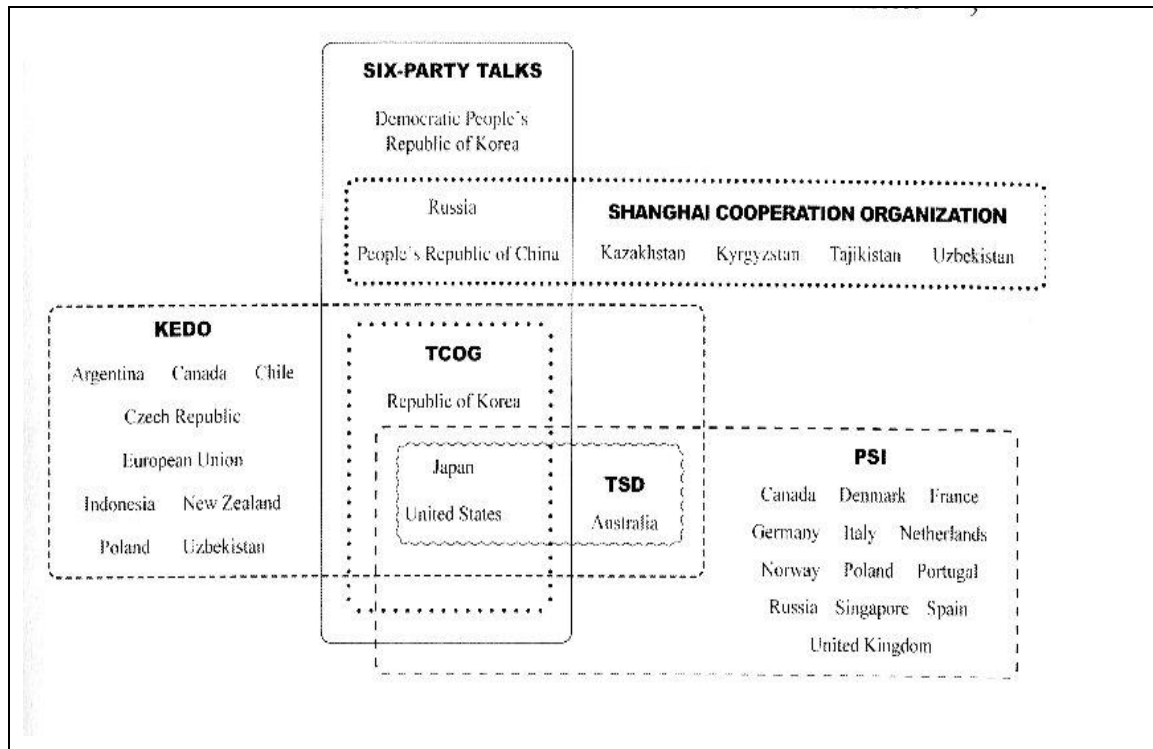 SIX-PARTY TALKS
Democratic People's
Republic of Korea
Russia
People's Republic of China
SHANGHAI COOPERATION ORGANIZATION
Kazakhstan Kyrgyzstan Tajikistan Uzbekistan
KEDO
Argentina Canada Chile
Czech Republic
European Union
Indonesia New Zealand
Poland Uzbekistan
TCOG
Republic of Korea
Japan
United States
TSD
Australia
PSI
Canada Denmark France
Germany Italy Netherlands
Norway Poland Portugal
Russia Singapore Spain
United Kingdom